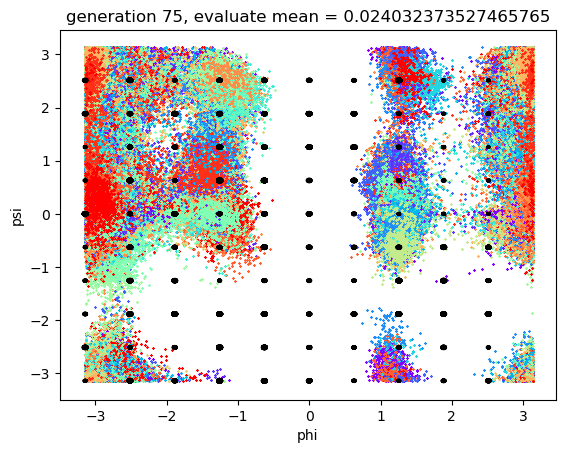 generation 75, evaluate mean = 0.024032373527465765
3
2
1
0
−1
−2
−3
psi
−3 −2 −1 0 1 2 3
phi